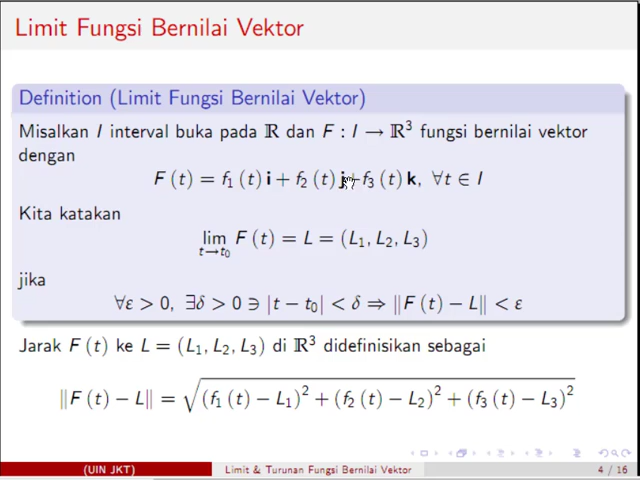 Limit Fungsi Bernilai Vektor
Definition (Limit Fungsi Bernilai Vektor)
Misalkan I interval buka pada ℝ dan F : I → ℝ³ fungsi bernilai vektor
dengan
F (t) = f₁ (t) i + f₂ (t) j + f₃ (t) k, ∀t ∈ I
Kita katakan
lim t→t₀ F (t) = L = (L₁, L₂, L₃)
jika
∀ε > 0, ∃δ > 0 ∋ |t − t₀| < δ ⇒ ‖F (t) − L‖ < ε
Jarak F (t) ke L = (L₁, L₂, L₃) di ℝ³ didefinisikan sebagai
‖F (t) − L‖ = √((f₁ (t) − L₁)² + (f₂ (t) − L₂)² + (f₃ (t) − L₃)²)
(UIN JKT) Limit & Turunan Fungsi Bernilai Vektor 4 / 16